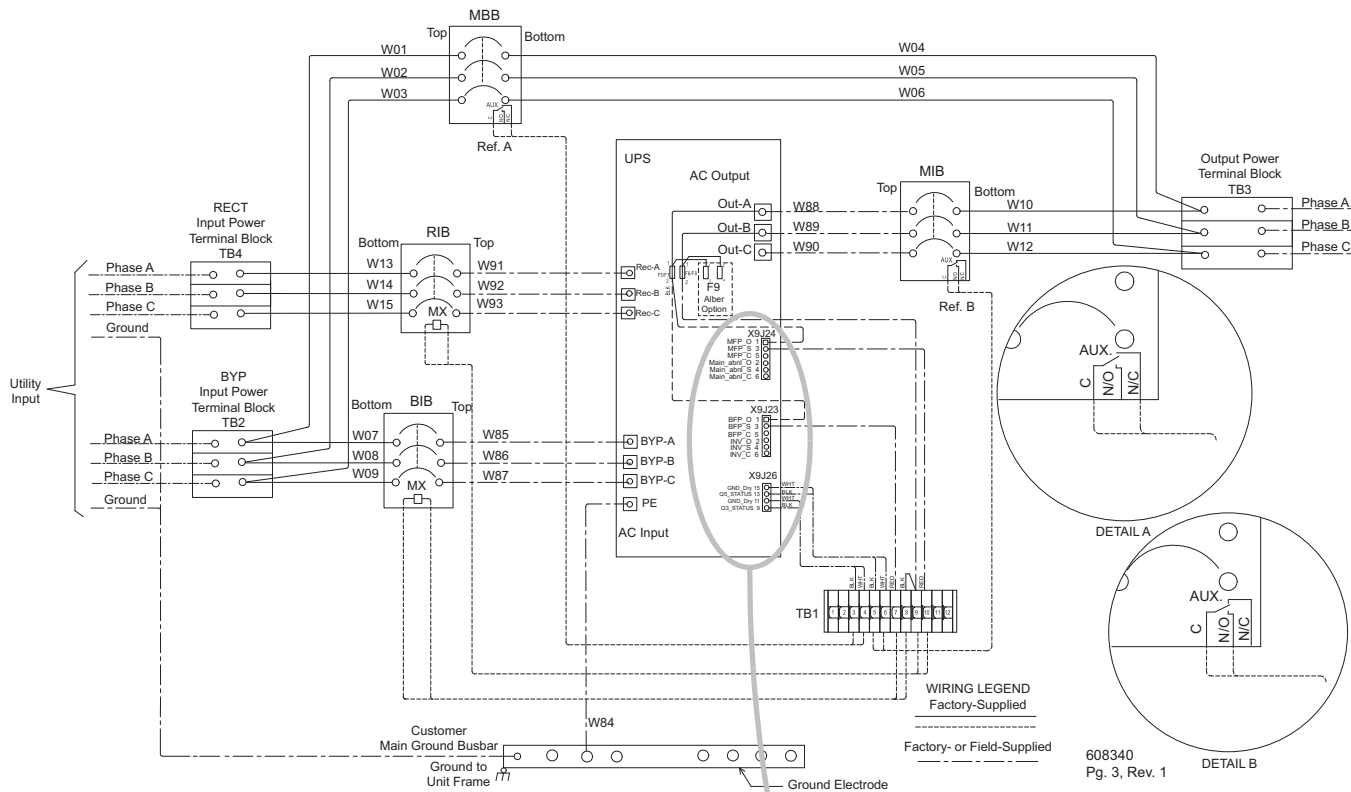 MBB
Top
Bottom
W01
W02
W03
W04
W05
W06
AUX.
C
N/O
N/C
Ref. A
UPS
AC Output
Out-A
Out-B
Out-C
W88
W89
W90
MIB
Top
Bottom
W10
W11
W12
AUX
C
N/O
N/C
Ref. B
Output Power
Terminal Block
TB3
Phase A
Phase B
Phase C
RECT
Input Power
Terminal Block
TB4
Phase A
Phase B
Phase C
Ground
Utility
Input
RIB
Bottom
Top
W13
W14
W15
W91
W92
W93
MX
Rec-A
Rec-B
Rec-C
BLK
F9
Alber
Option
X9J24
MFP_O 1
MFP_S 3
MFP_C 5
Main_abnl_O 2
Main_abnl_S 4
Main_abnl_C 6
X9J23
BFP_O 1
BFP_S 3
BFP_C 5
INV_O 2
INV_S 4
INV_C 6
X9J26
GND_Dry 15
Q5_STATUS 13
GND_Dry 11
Q3_STATUS 9
WHT
BLK
WHT
BLK
BYP
Input Power
Terminal Block
TB2
Phase A
Phase B
Phase C
Ground
BIB
Bottom
Top
W07
W08
W09
W85
W86
W87
MX
BYP-A
BYP-B
BYP-C
PE
AC Input
BLK
WHT
BLK
WHT
RED
BLK
RED
TB1
1 2 3 4 5 6 7 8 9 10 11 12
AUX.
C
N/O
N/C
DETAIL A
AUX.
C
N/O
N/C
DETAIL B
WIRING LEGEND
Factory-Supplied
Factory- or Field-Supplied
W84
Customer
Main Ground Busbar
Ground to
Unit Frame
Ground Electrode
608340
Pg. 3, Rev. 1